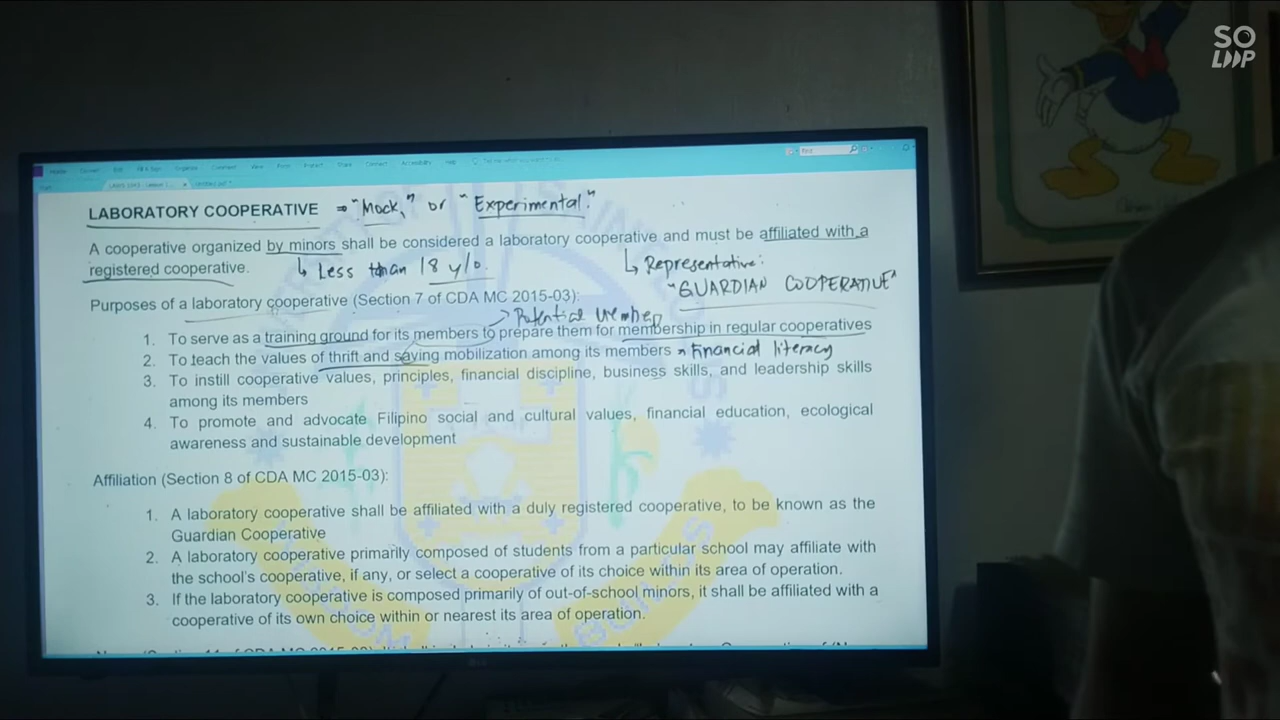 SO
LOOP
LABORATORY COOPERATIVE ⇒ "Mock," or "Experimental."
A cooperative organized by minors shall be considered a laboratory cooperative and must be affiliated with a
registered cooperative.
↳ Less than 18 y/o.
↳ Representative:
"GUARDIAN COOPERATIVE"
Purposes of a laboratory cooperative (Section 7 of CDA MC 2015-03):
> Potential members
1. To serve as a training ground for its members to prepare them for membership in regular cooperatives
2. To teach the values of thrift and saving mobilization among its members Financial literacy
3. To instill cooperative values, principles, financial discipline, business skills, and leadership skills
among its members
4. To promote and advocate Filipino social and cultural values, financial education, ecological
awareness and sustainable development
Affiliation (Section 8 of CDA MC 2015-03):
1. A laboratory cooperative shall be affiliated with a duly registered cooperative, to be known as the
Guardian Cooperative
2. A laboratory cooperative primarily composed of students from a particular school may affiliate with
the school's cooperative, if any, or select a cooperative of its choice within its area of operation.
3. If the laboratory cooperative is composed primarily of out-of-school minors, it shall be affiliated with a
cooperative of its own choice within or nearest its area of operation.
LG